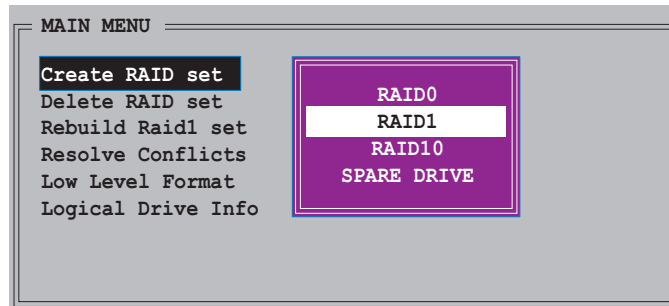 MAIN MENU
Create RAID set
Delete RAID set
Rebuild Raid1 set
Resolve Conflicts
Low Level Format
Logical Drive Info
RAID0
RAID1
RAID10
SPARE DRIVE